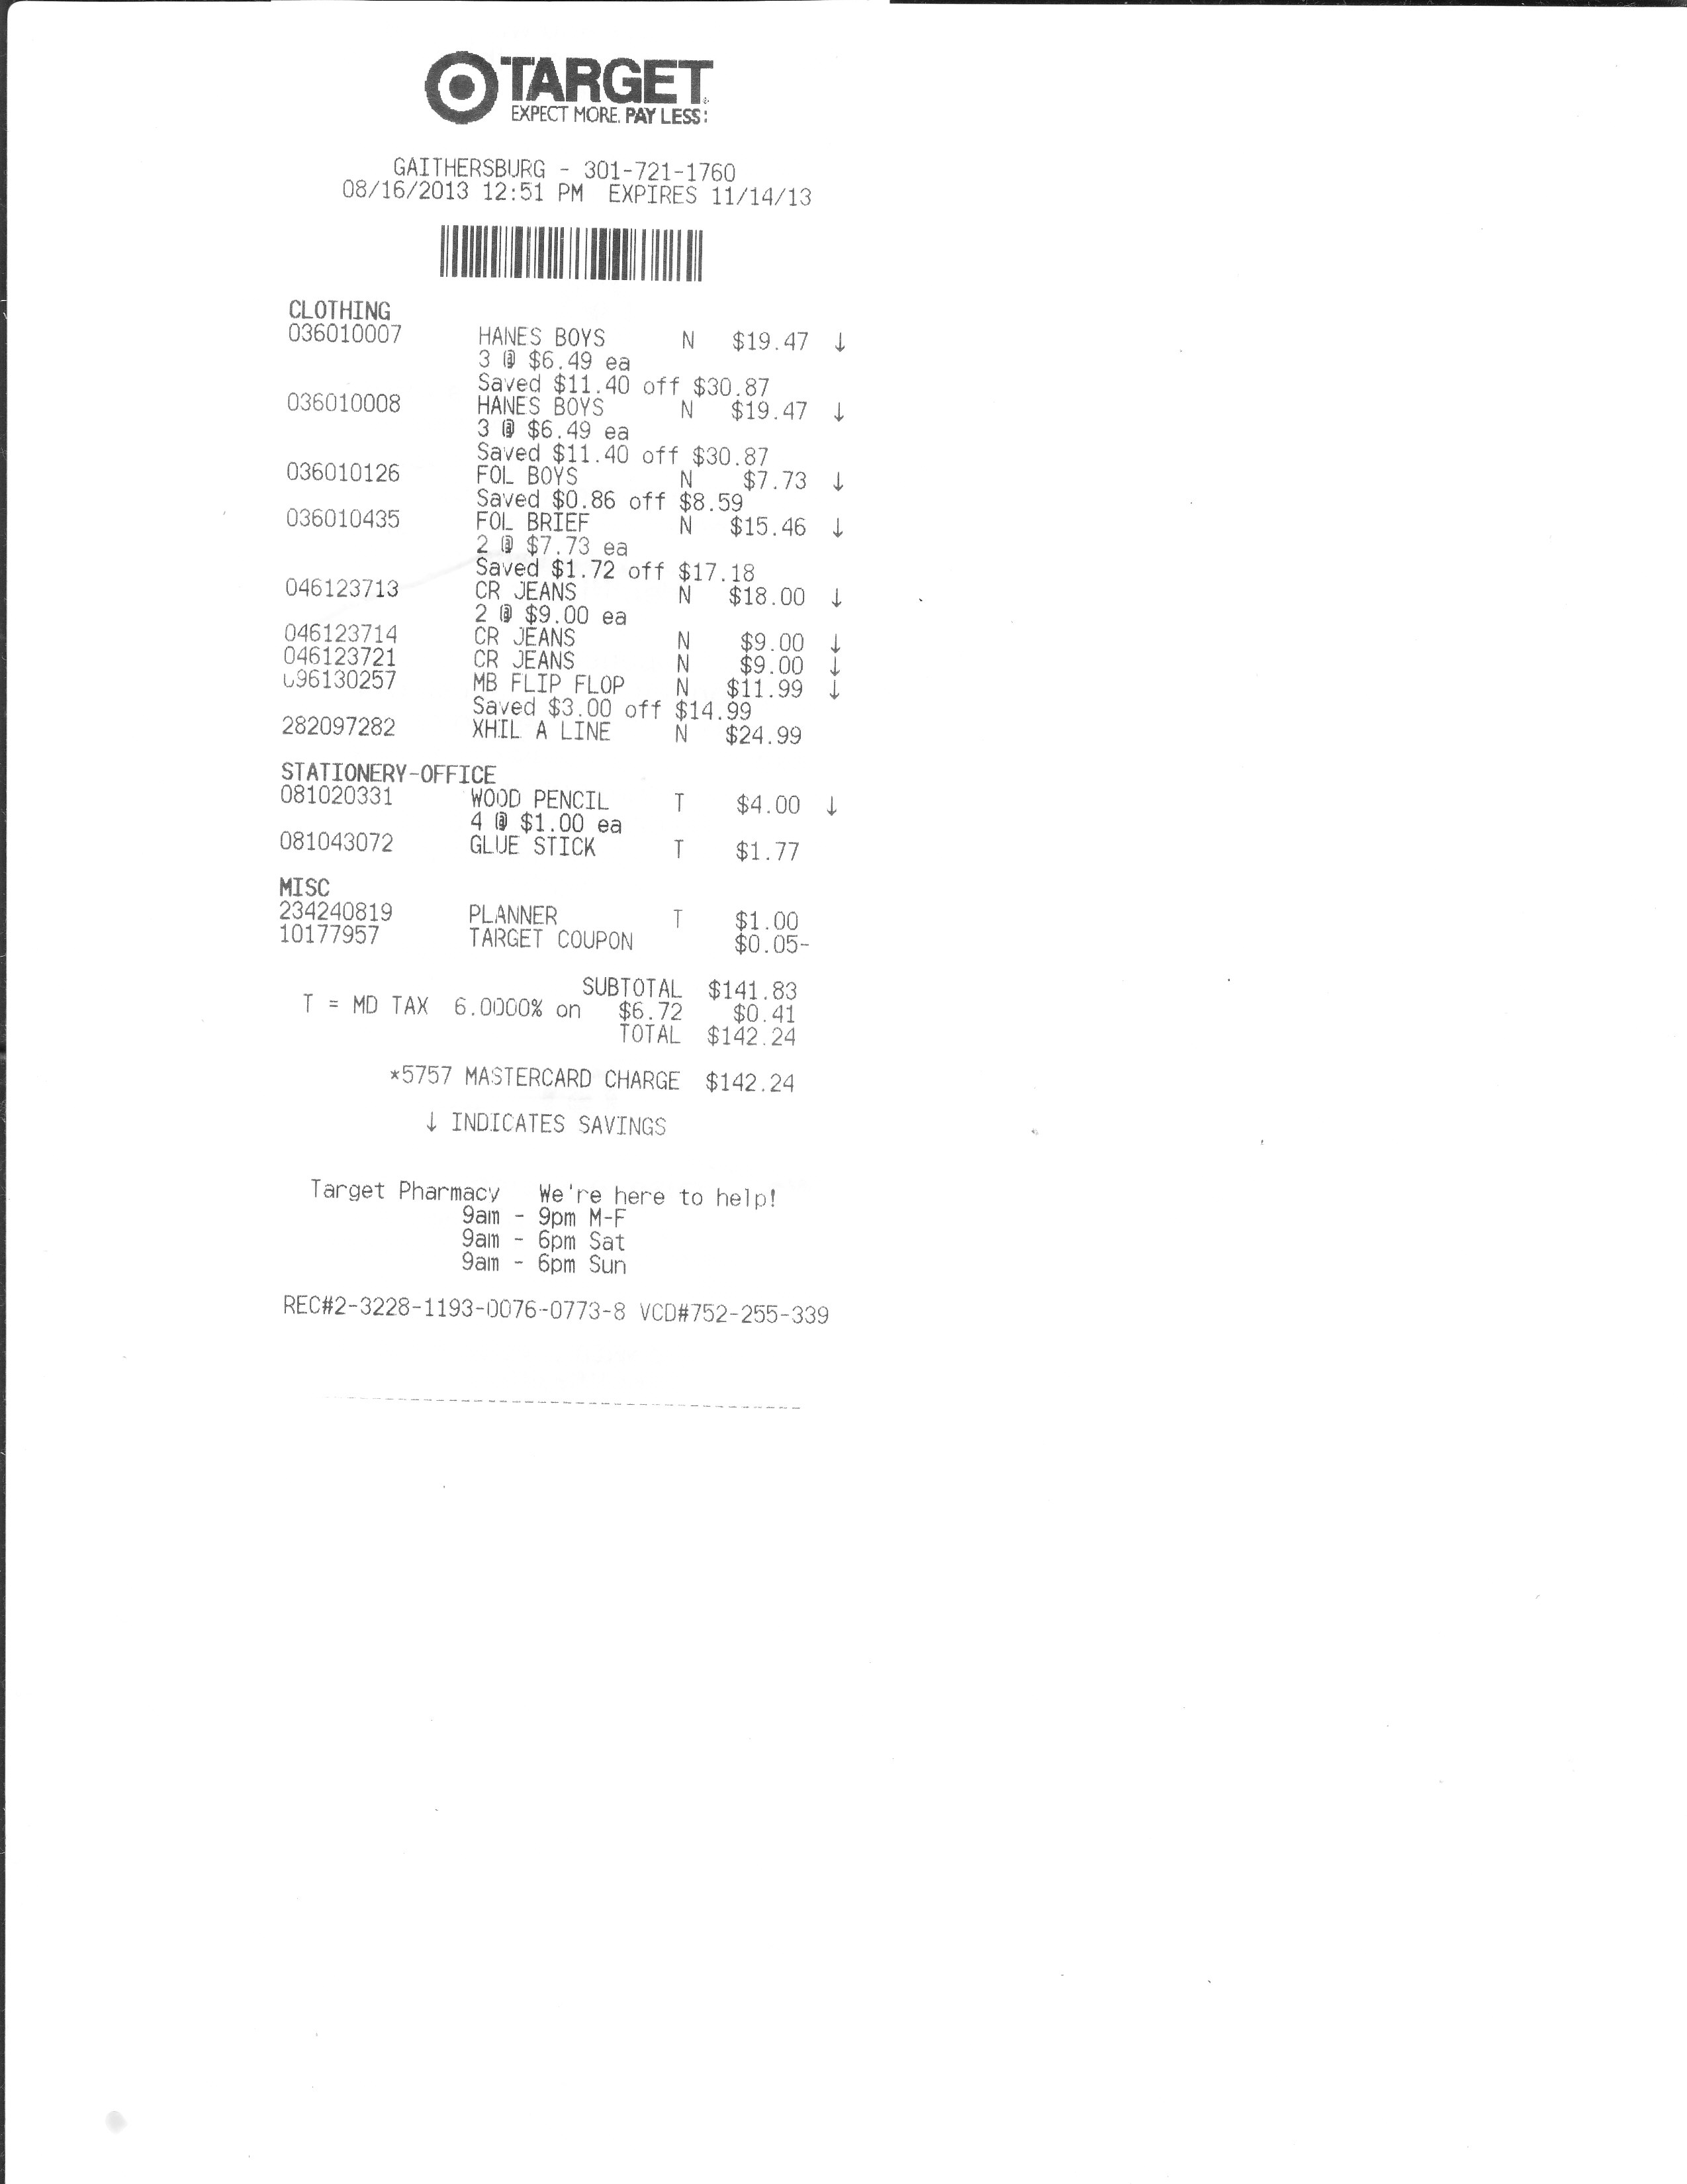 TARGET
EXPECT MORE. PAY LESS.
GAITHERSBURG - 301-721-1760
08/16/2013 12:51 PM EXPIRES 11/14/13
CLOTHING
036010007 HANES BOYS N $19.47 ↓
3 @ $6.49 ea
Saved $11.40 off $30.87
036010008 HANES BOYS N $19.47 ↓
3 @ $6.49 ea
Saved $11.40 off $30.87
036010126 FOL BOYS N $7.73 ↓
Saved $0.86 off $8.59
036010435 FOL BRIEF N $15.46 ↓
2 @ $7.73 ea
Saved $1.72 off $17.18
046123713 CR JEANS N $18.00 ↓
2 @ $9.00 ea
046123714 CR JEANS N $9.00 ↓
046123721 CR JEANS N $9.00 ↓
096130257 MB FLIP FLOP N $11.99 ↓
Saved $3.00 off $14.99
282097282 XHIL A LINE N $24.99
STATIONERY-OFFICE
081020331 WOOD PENCIL T $4.00 ↓
4 @ $1.00 ea
081043072 GLUE STICK T $1.77
MISC
234240819 PLANNER T $1.00
10177957 TARGET COUPON $0.05-
SUBTOTAL $141.83
T = MD TAX 6.0000% on $6.72 $0.41
TOTAL $142.24
*5757 MASTERCARD CHARGE $142.24
↓ INDICATES SAVINGS
Target Pharmacy We're here to help!
9am - 9pm M-F
9am - 6pm Sat
9am - 6pm Sun
REC#2-3228-1193-0076-0773-8 VCD#752-255-339